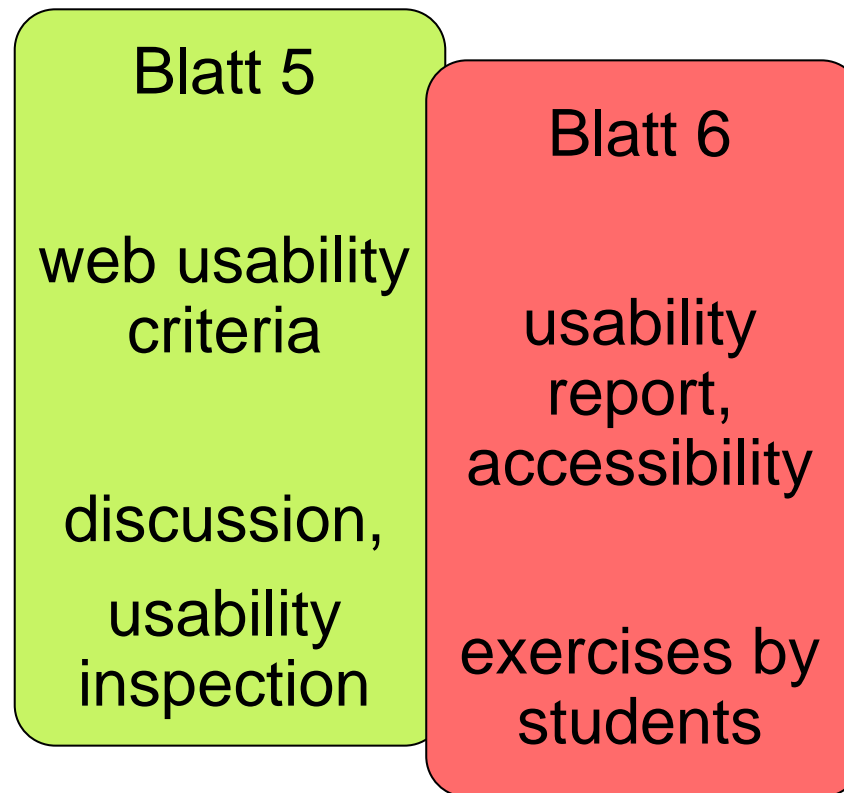 Blatt 5
web usability
criteria
discussion,
usability
inspection
Blatt 6
usability
report,
accessibility
exercises by
students